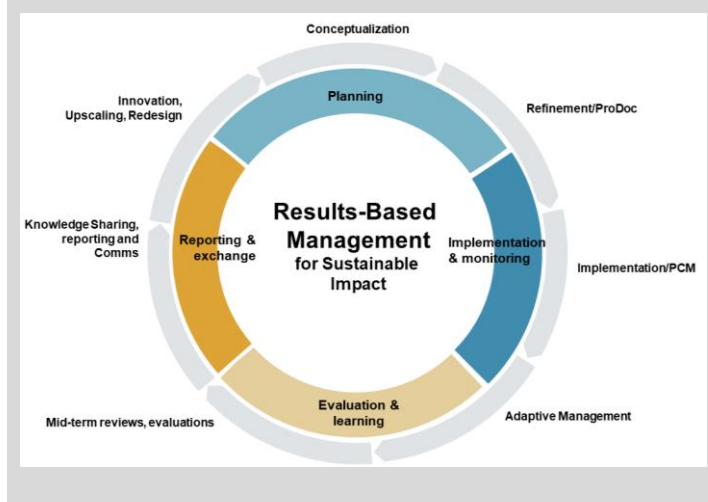 Conceptualization
Planning
Innovation,
Upscaling, Redesign
Refinement/ProDoc
Results-Based
Management
for Sustainable
Impact
Knowledge Sharing,
reporting and
Comms
Reporting &
exchange
Implementation
& monitoring
Implementation/PCM
Evaluation &
learning
Mid-term reviews, evaluations
Adaptive Management